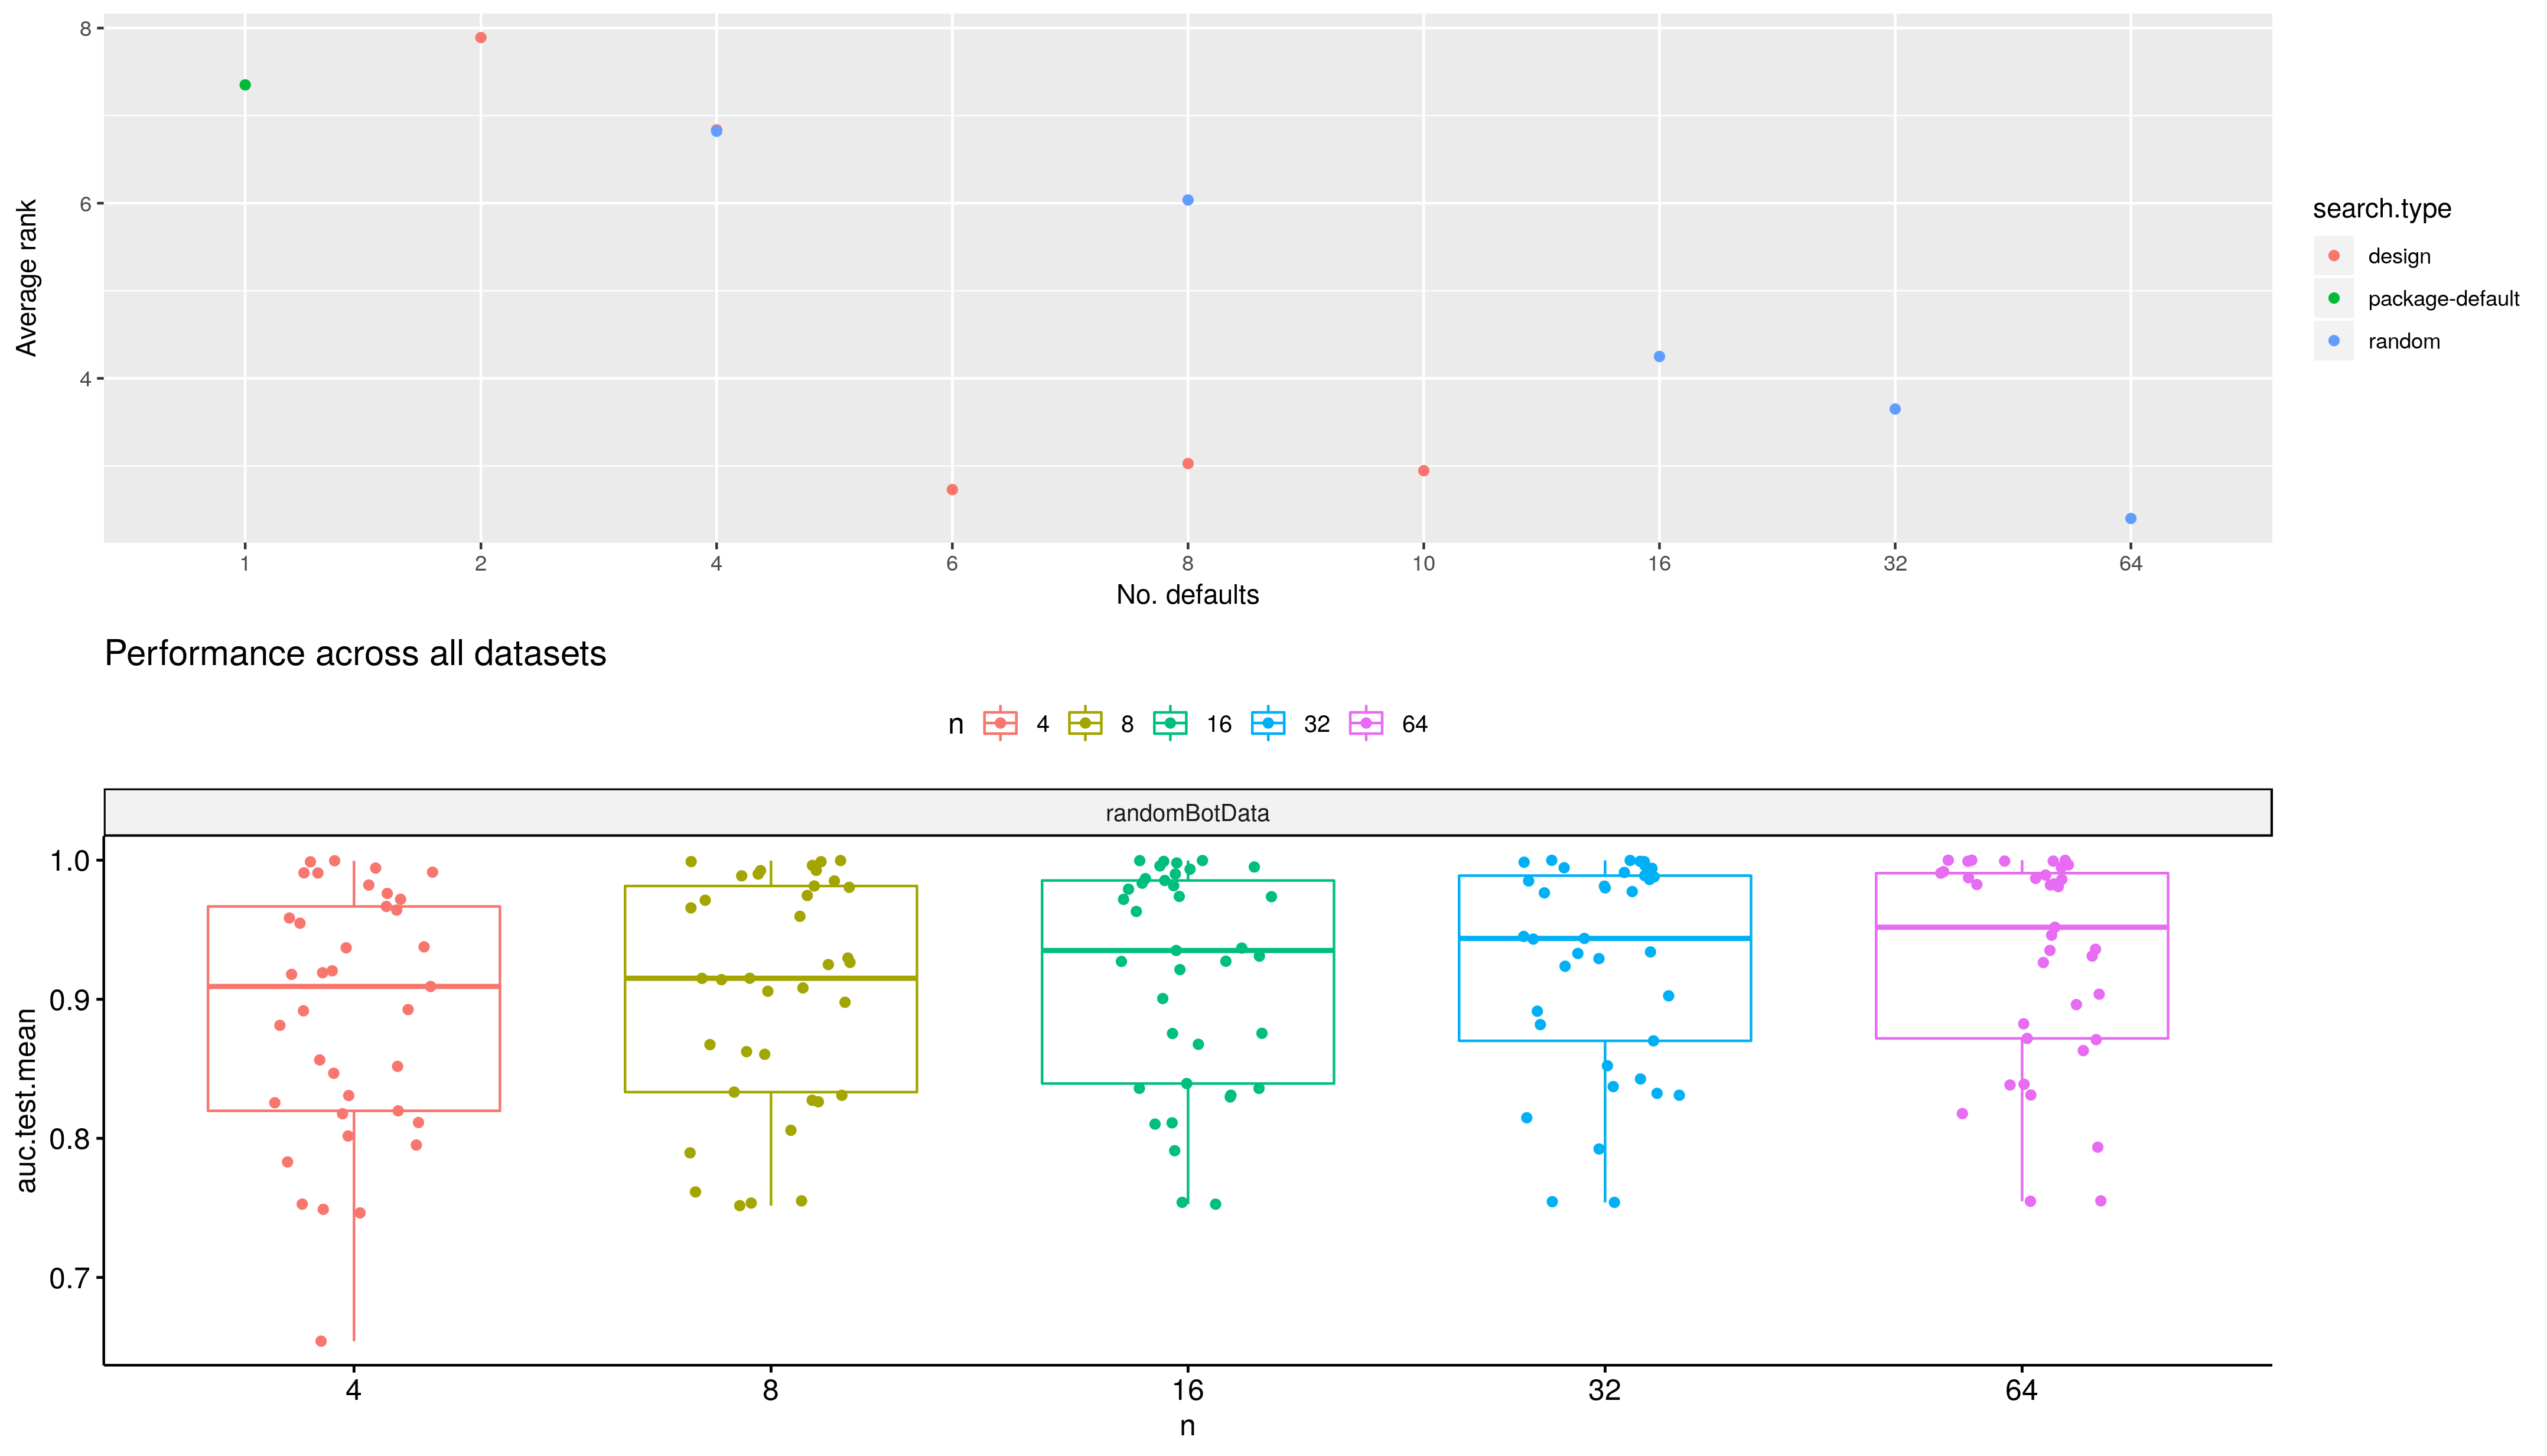 8
6
4
Average rank
1 2 4 6 8 10 16 32 64
No. defaults
search.type
design
package-default
random
Performance across all datasets
n 4 8 16 32 64
randomBotData
1.0
0.9
0.8
0.7
auc.test.mean
4 8 16 32 64
n